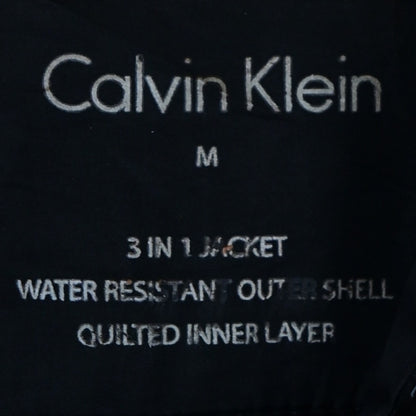 Calvin Klein
M
3 IN 1 JACKET
WATER RESISTANT OUTER SHELL
QUILTED INNER LAYER